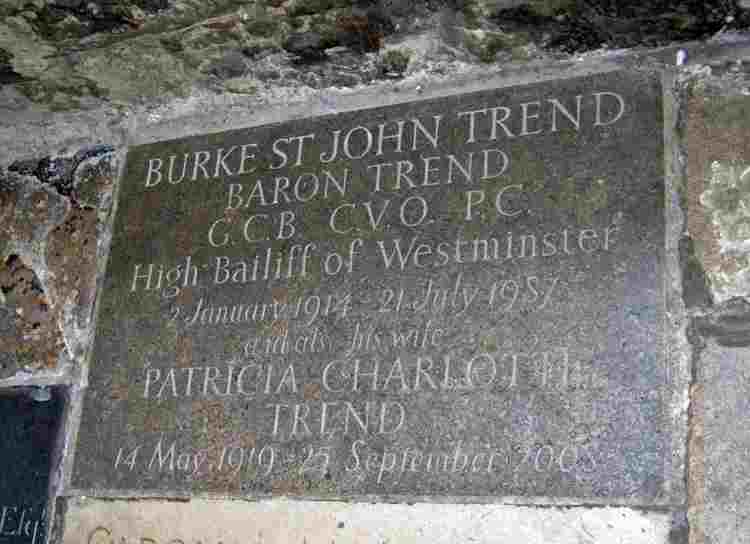 BURKE ST JOHN TREND
BARON TREND
G.C.B. C.V.O. P.C.
High Bailiff of Westminster
2 January 1914 - 21 July 1987
and also his wife
PATRICIA CHARLOTTE
TREND
14 May 1919 - 25 September